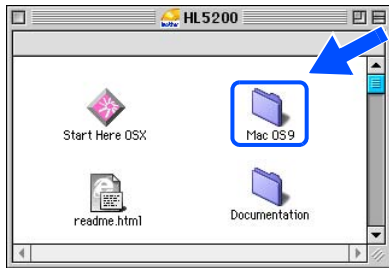 HL5200
Start Here OSX
Mac OS9
readme.html
Documentation